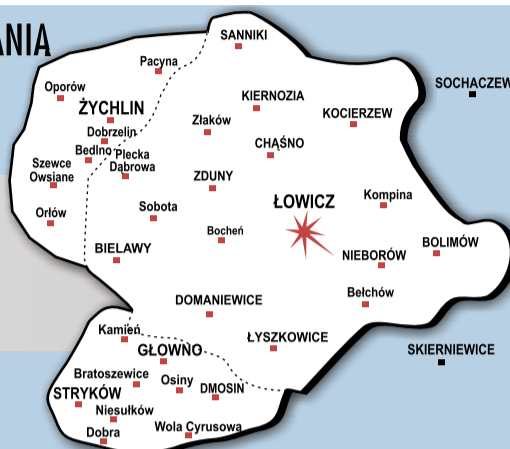 ANIA
SANNIKI
Pacyna
Oporów
SOCHACZEW
ŻYCHLIN
KIERNOZIA
KOCIERZEW
Złaków
Dobrzelin
CHĄŚNO
Bedlno
Plecka
Dąbrowa
Szewce
Owsiane
ZDUNY
ŁOWICZ
Kompina
Orłów
Sobota
Bocheń
BIELAWY
NIEBORÓW
BOLIMÓW
DOMANIEWICE
Bełchów
Kamień
GŁOWNO
ŁYSZKOWICE
SKIERNIEWICE
Bratoszewice
Osiny
DMOSIN
STRYKÓW
Niesułków
Dobra
Wola Cyrusowa